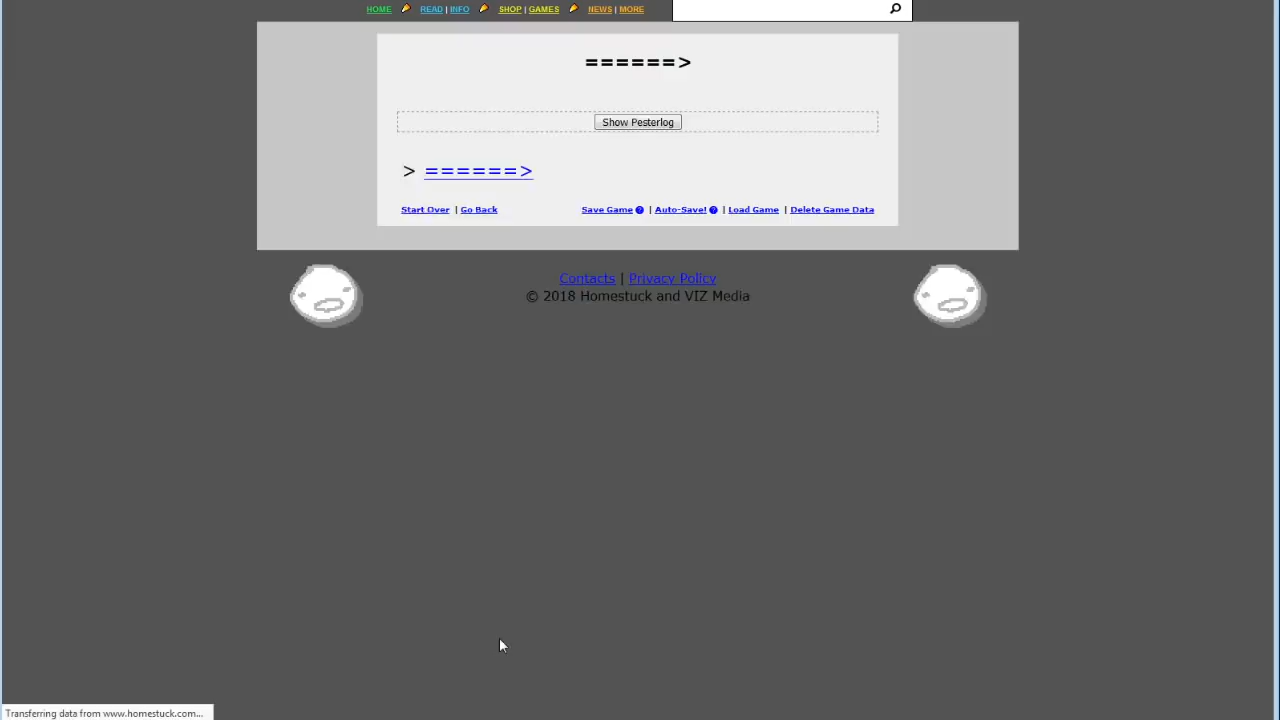 HOME READ | INFO SHOP | GAMES NEWS | MORE
======>
Show Pesterlog
> ======>
Start Over | Go Back Save Game ? | Auto-Save! ? | Load Game | Delete Game Data
Contacts | Privacy Policy
© 2018 Homestuck and VIZ Media
Transferring data from www.homestuck.com...